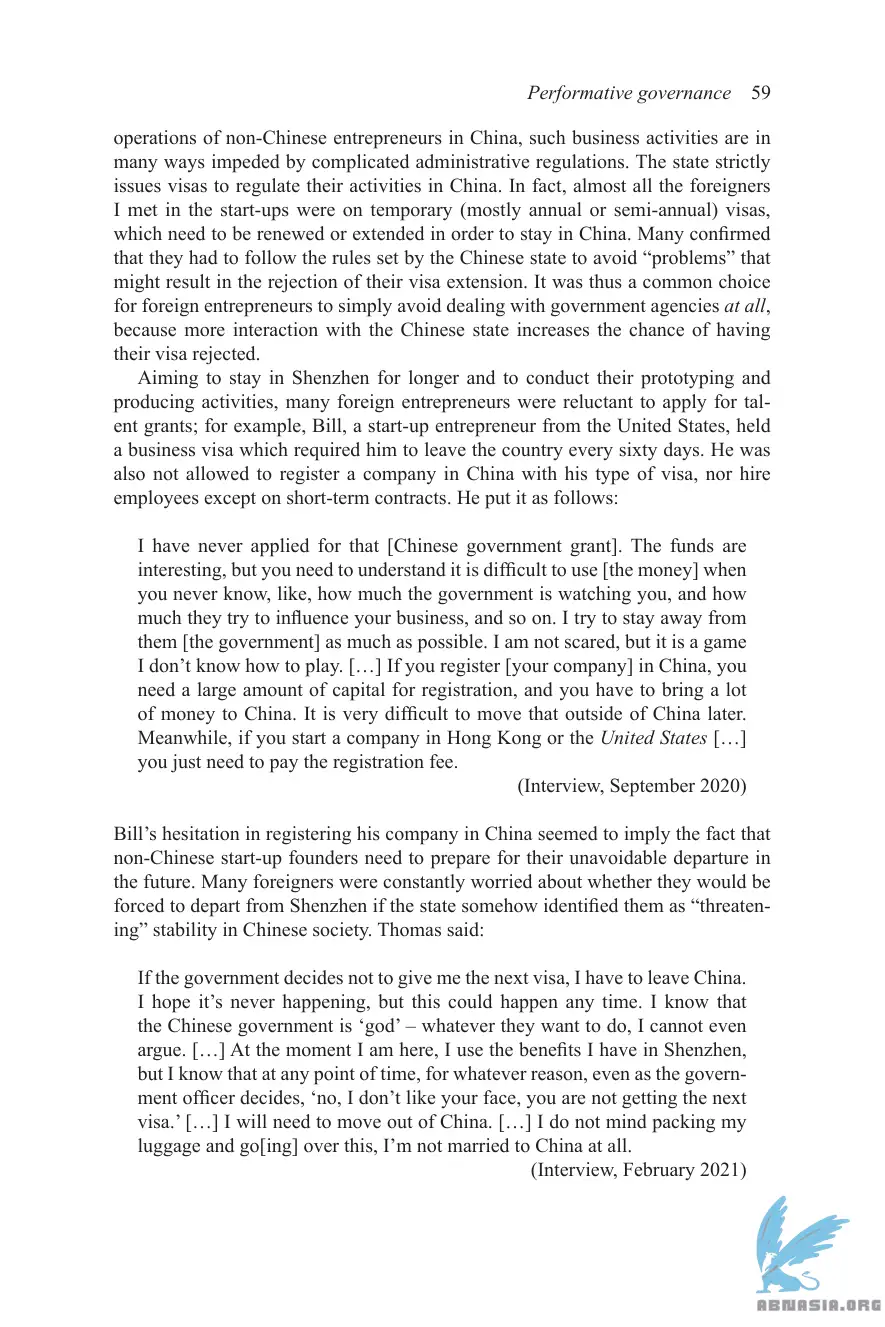 Performative governance 59
operations of non-Chinese entrepreneurs in China, such business activities are in
many ways impeded by complicated administrative regulations. The state strictly
issues visas to regulate their activities in China. In fact, almost all the foreigners
I met in the start-ups were on temporary (mostly annual or semi-annual) visas,
which need to be renewed or extended in order to stay in China. Many confirmed
that they had to follow the rules set by the Chinese state to avoid “problems” that
might result in the rejection of their visa extension. It was thus a common choice
for foreign entrepreneurs to simply avoid dealing with government agencies at all,
because more interaction with the Chinese state increases the chance of having
their visa rejected.
Aiming to stay in Shenzhen for longer and to conduct their prototyping and
producing activities, many foreign entrepreneurs were reluctant to apply for tal-
ent grants; for example, Bill, a start-up entrepreneur from the United States, held
a business visa which required him to leave the country every sixty days. He was
also not allowed to register a company in China with his type of visa, nor hire
employees except on short-term contracts. He put it as follows:
I have never applied for that [Chinese government grant]. The funds are
interesting, but you need to understand it is difficult to use [the money] when
you never know, like, how much the government is watching you, and how
much they try to influence your business, and so on. I try to stay away from
them [the government] as much as possible. I am not scared, but it is a game
I don’t know how to play. […] If you register [your company] in China, you
need a large amount of capital for registration, and you have to bring a lot
of money to China. It is very difficult to move that outside of China later.
Meanwhile, if you start a company in Hong Kong or the United States […]
you just need to pay the registration fee.
(Interview, September 2020)
Bill’s hesitation in registering his company in China seemed to imply the fact that
non-Chinese start-up founders need to prepare for their unavoidable departure in
the future. Many foreigners were constantly worried about whether they would be
forced to depart from Shenzhen if the state somehow identified them as “threaten-
ing” stability in Chinese society. Thomas said:
If the government decides not to give me the next visa, I have to leave China.
I hope it’s never happening, but this could happen any time. I know that
the Chinese government is ‘god’ – whatever they want to do, I cannot even
argue. […] At the moment I am here, I use the benefits I have in Shenzhen,
but I know that at any point of time, for whatever reason, even as the govern-
ment officer decides, ‘no, I don’t like your face, you are not getting the next
visa.’ […] I will need to move out of China. […] I do not mind packing my
luggage and go[ing] over this, I’m not married to China at all.
(Interview, February 2021)
ABNASIA.ORG